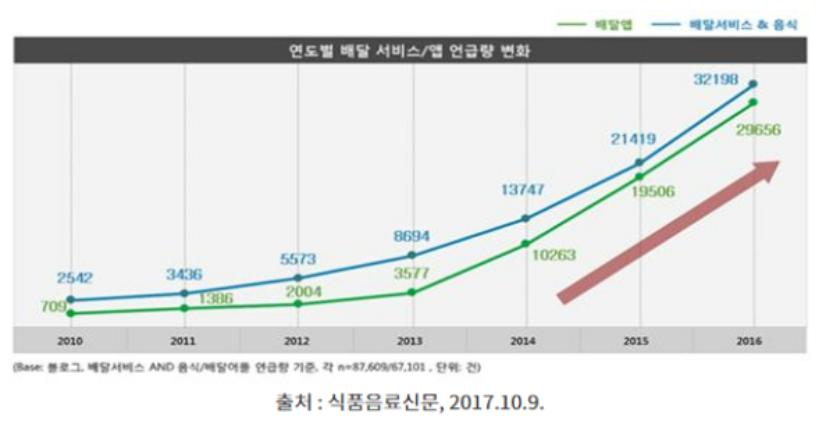 배달앱 배달서비스 & 음식
연도별 배달 서비스/앱 언급량 변화
32198
29656
21419
19506
13747
10263
8694
3577
5573
2004
3436
1386
2542
709
2010 2011 2012 2013 2014 2015 2016
(Base: 블로그, 배달서비스 AND 음식/배달어플 언급량 기준, 각 n=87,609/67,101 , 단위: 건)
출처 : 식품음료신문, 2017.10.9.